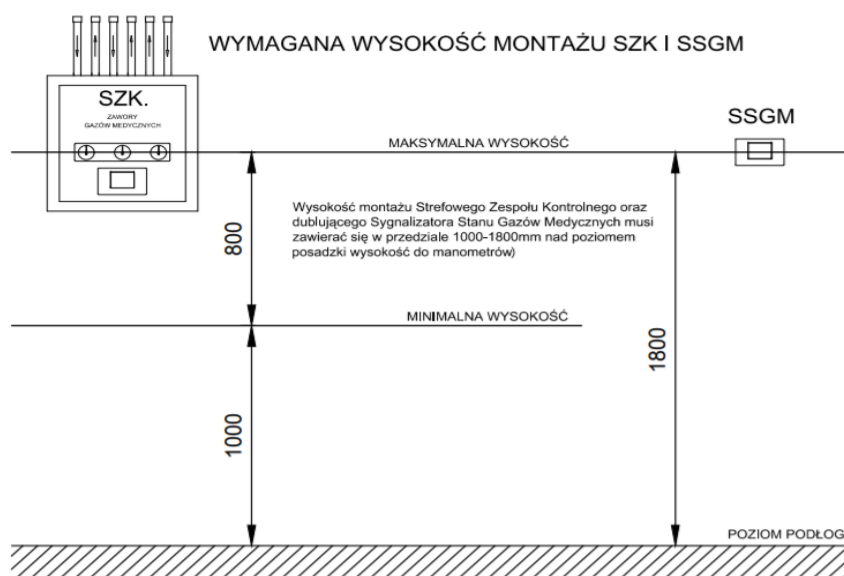 WYMAGANA WYSOKOŚĆ MONTAŻU SZK I SSGM
SZK.
ZAWORY
GAZÓW MEDYCZNYCH
SSGM
MAKSYMALNA WYSOKOŚĆ
Wysokość montażu Strefowego Zespołu Kontrolnego oraz
dublującego Sygnalizatora Stanu Gazów Medycznych musi
zawierać się w przedziale 1000-1800mm nad poziomem
posadzki wysokość do manometrów)
800
MINIMALNA WYSOKOŚĆ
1800
1000
POZIOM PODŁOG